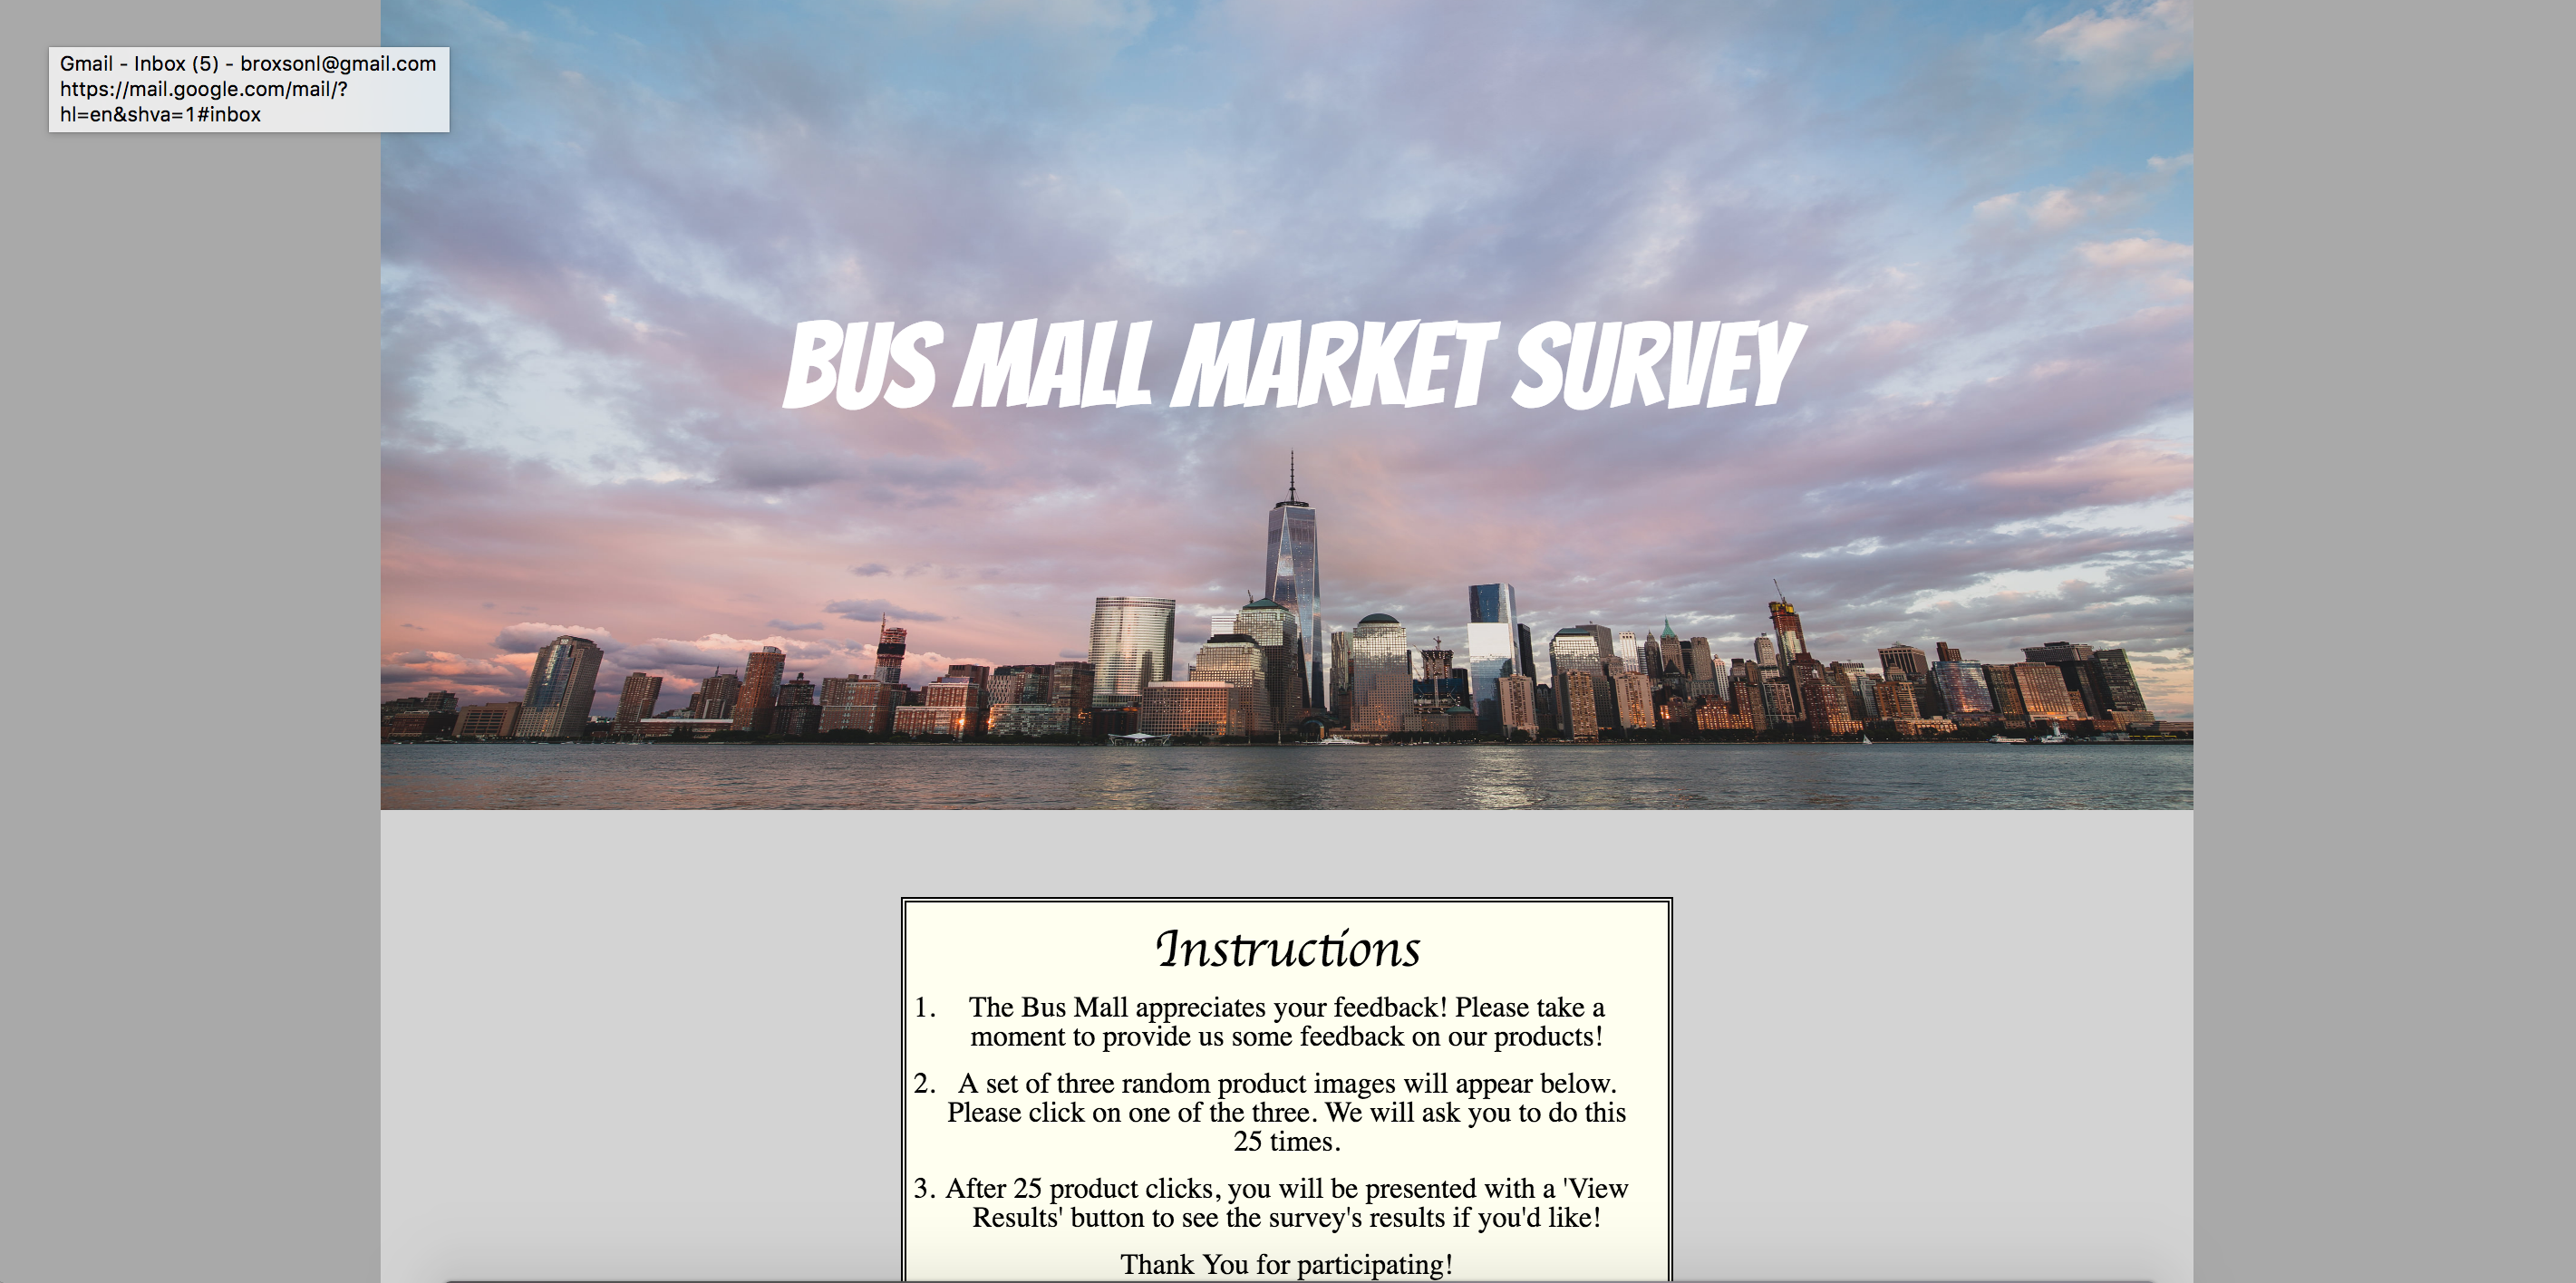 Gmail - Inbox (5) - broxsonl@gmail.com
https://mail.google.com/mail/?
hl=en&shva=1#inbox
BUS MALL MARKET SURVEY
Instructions
1. The Bus Mall appreciates your feedback! Please take a
moment to provide us some feedback on our products!
2. A set of three random product images will appear below.
Please click on one of the three. We will ask you to do this
25 times.
3. After 25 product clicks, you will be presented with a 'View
Results' button to see the survey's results if you'd like!
Thank You for participating!